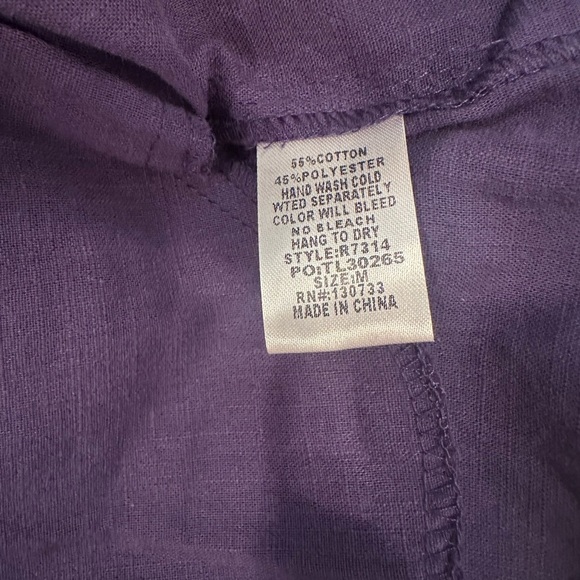 55%COTTON
45%POLYESTER
HAND WASH COLD
WTED SEPARATELY
COLOR WILL BLEED
NO BLEACH
HANG TO DRY
STYLE:R7314
PO:TL30265
SIZE:M
RN#:130733
MADE IN CHINA